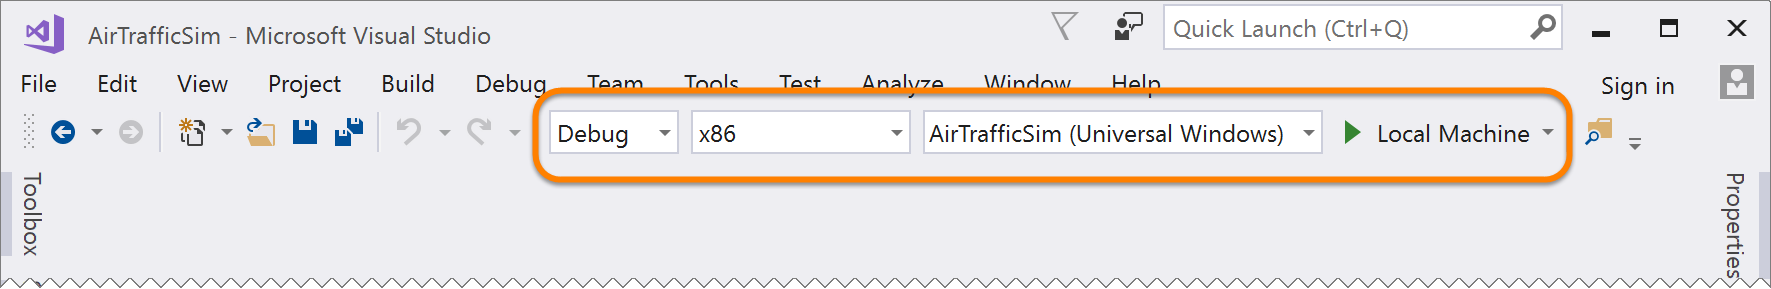 AirTrafficSim - Microsoft Visual Studio
Quick Launch (Ctrl+Q)
File Edit View Project Build Debug Team Tools Test Analyze Window Help
Sign in
Debug x86 AirTrafficSim (Universal Windows) Local Machine
Toolbox
Properties